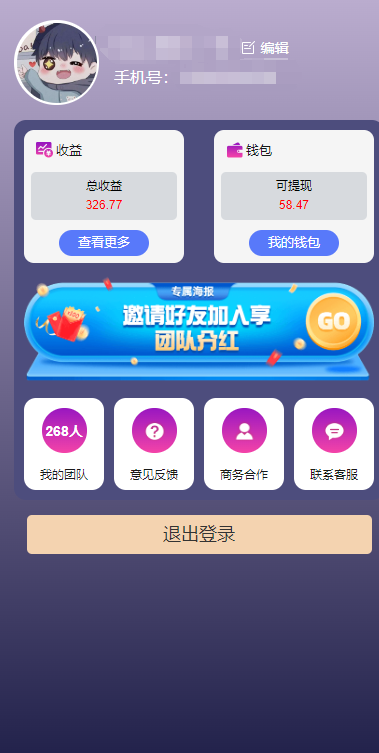 编辑
手机号：
收益
钱包
总收益
326.77
可提现
58.47
查看更多
我的钱包
专属海报
邀请好友加入享
团队分红
GO
268人
我的团队
意见反馈
商务合作
联系客服
退出登录